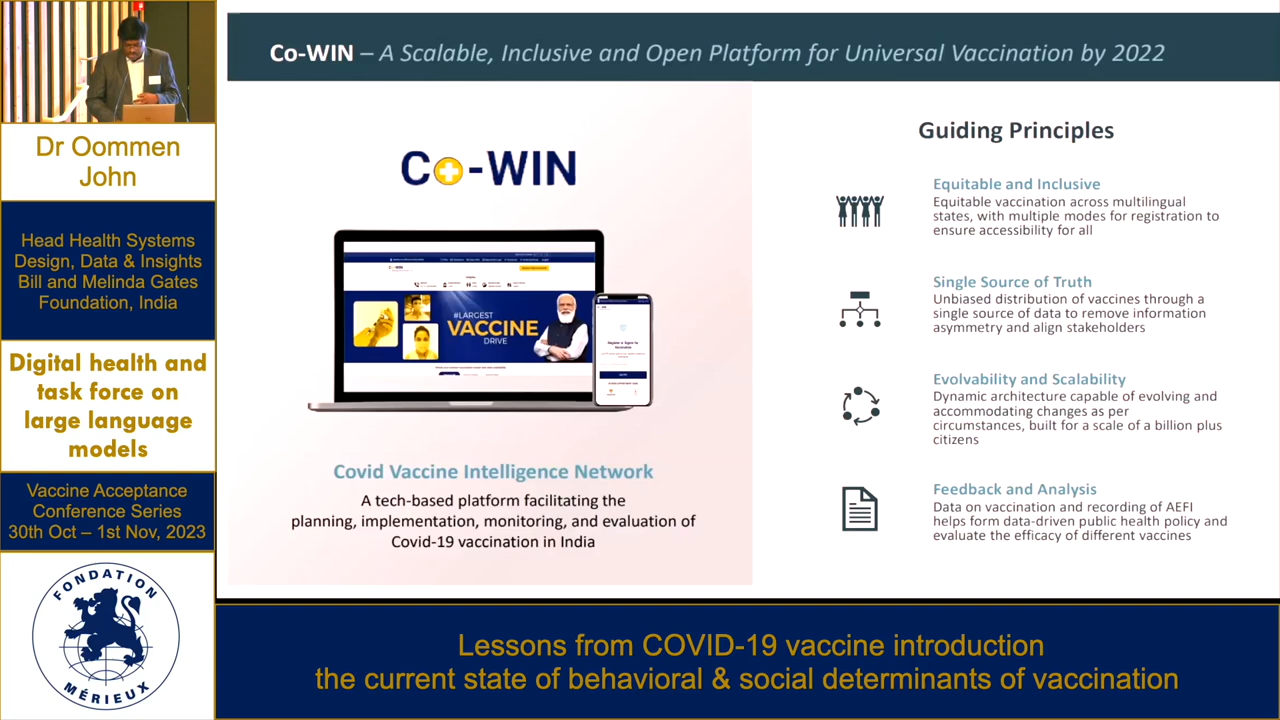 Co-WIN – A Scalable, Inclusive and Open Platform for Universal Vaccination by 2022
Dr Oommen
John
Head Health Systems
Design, Data & Insights
Bill and Melinda Gates
Foundation, India
Digital health and
task force on
large language
models
Vaccine Acceptance
Conference Series
30th Oct – 1st Nov, 2023
FONDATION
MÉRIEUX
Co-WIN
#LARGEST
VACCINE
DRIVE
Covid Vaccine Intelligence Network
A tech-based platform facilitating the
planning, implementation, monitoring, and evaluation of
Covid-19 vaccination in India
Guiding Principles
Equitable and Inclusive
Equitable vaccination across multilingual
states, with multiple modes for registration to
ensure accessibility for all
Single Source of Truth
Unbiased distribution of vaccines through a
single source of data to remove information
asymmetry and align stakeholders
Evolvability and Scalability
Dynamic architecture capable of evolving and
accommodating changes as per
circumstances, built for a scale of a billion plus
citizens
Feedback and Analysis
Data on vaccination and recording of AEFI
helps form data-driven public health policy and
evaluate the efficacy of different vaccines
Lessons from COVID-19 vaccine introduction
the current state of behavioral & social determinants of vaccination